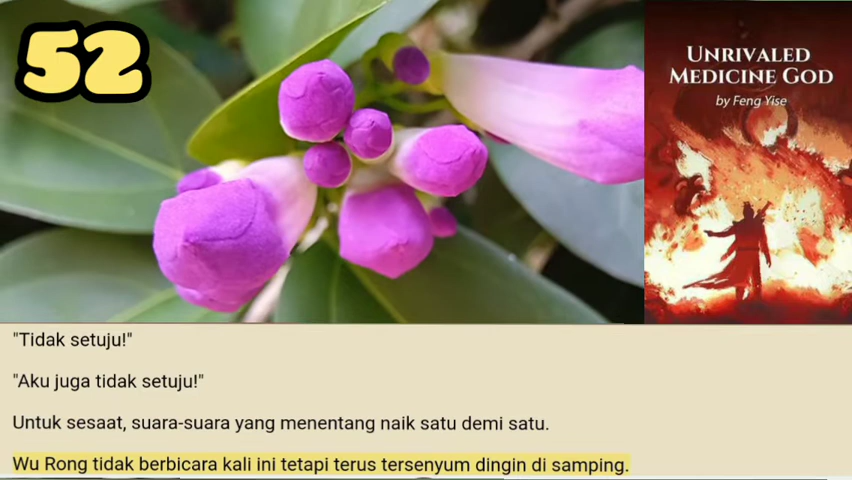 52
UNRIVALED
MEDICINE GOD
by Feng Yise
"Tidak setuju!"
"Aku juga tidak setuju!"
Untuk sesaat, suara-suara yang menentang naik satu demi satu.
Wu Rong tidak berbicara kali ini tetapi terus tersenyum dingin di samping.